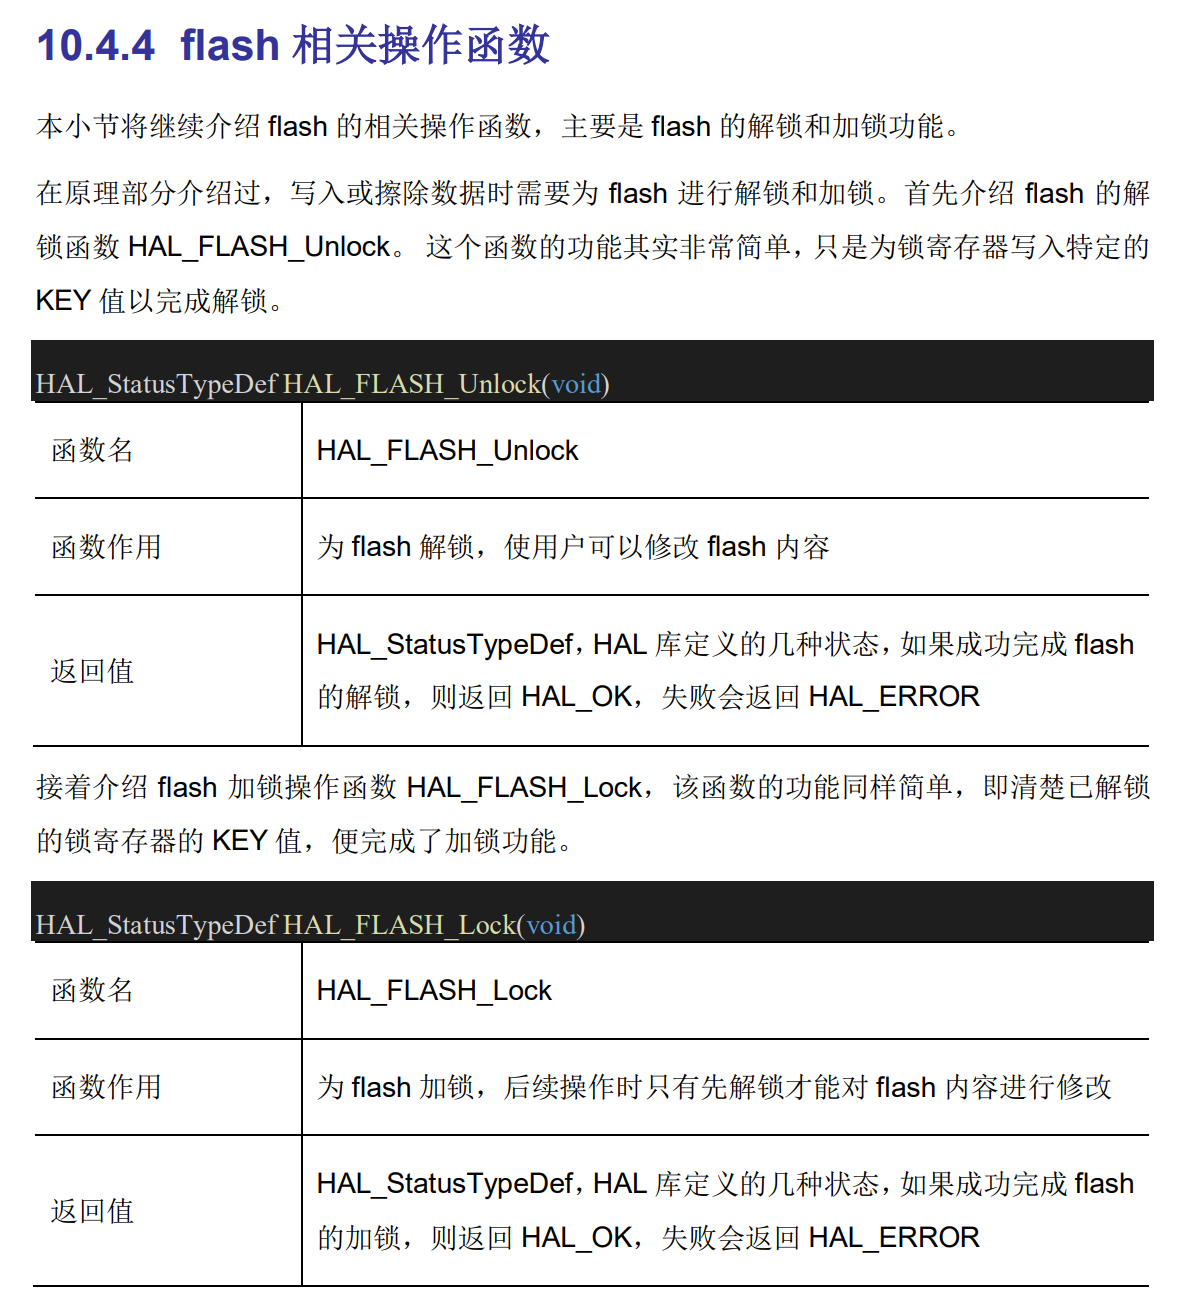 10.4.4 flash 相关操作函数
本小节将继续介绍 flash 的相关操作函数，主要是 flash 的解锁和加锁功能。
在原理部分介绍过，写入或擦除数据时需要为 flash 进行解锁和加锁。首先介绍 flash 的解
锁函数 HAL_FLASH_Unlock。 这个函数的功能其实非常简单，只是为锁寄存器写入特定的
KEY 值以完成解锁。
HAL_StatusTypeDef HAL_FLASH_Unlock(void)
函数名 HAL_FLASH_Unlock
函数作用 为 flash 解锁，使用户可以修改 flash 内容
返回值 HAL_StatusTypeDef，HAL 库定义的几种状态，如果成功完成 flash
的解锁，则返回 HAL_OK，失败会返回 HAL_ERROR
接着介绍 flash 加锁操作函数 HAL_FLASH_Lock，该函数的功能同样简单，即清楚已解锁
的锁寄存器的 KEY 值，便完成了加锁功能。
HAL_StatusTypeDef HAL_FLASH_Lock(void)
函数名 HAL_FLASH_Lock
函数作用 为 flash 加锁，后续操作时只有先解锁才能对 flash 内容进行修改
返回值 HAL_StatusTypeDef，HAL 库定义的几种状态，如果成功完成 flash
的加锁，则返回 HAL_OK，失败会返回 HAL_ERROR